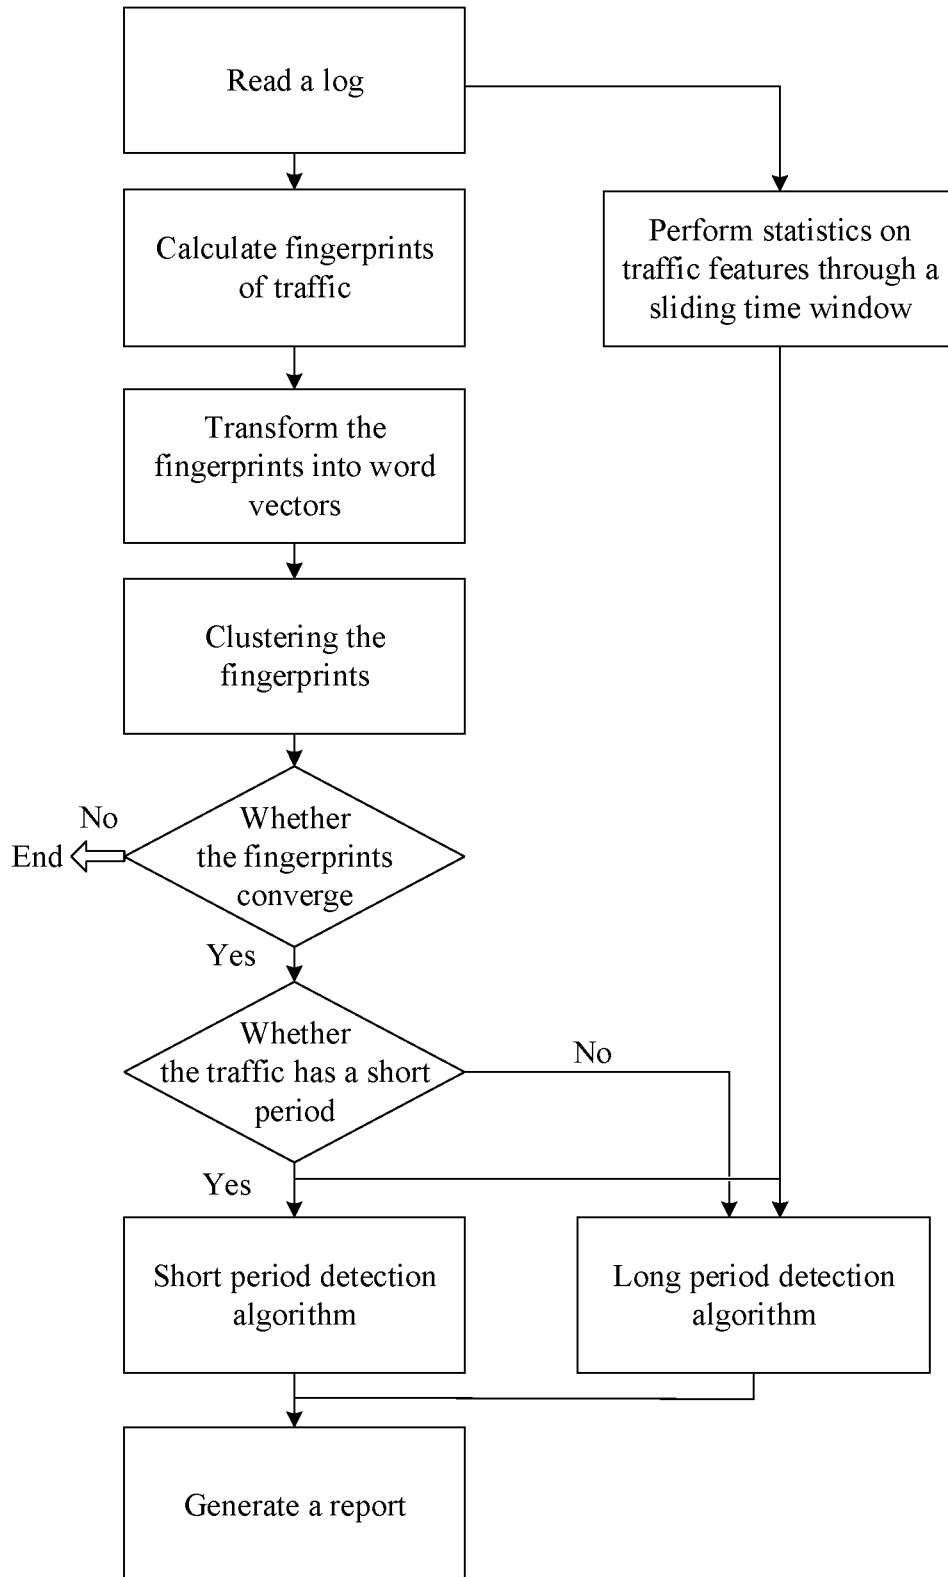 Read a log
Calculate fingerprints
of traffic
Perform statistics on
traffic features through a
sliding time window
Transform the
fingerprints into word
vectors
Clustering the
fingerprints
No
End
Whether
the fingerprints
converge
Yes
Whether
the traffic has a short
period
No
Yes
Short period detection
algorithm
Long period detection
algorithm
Generate a report